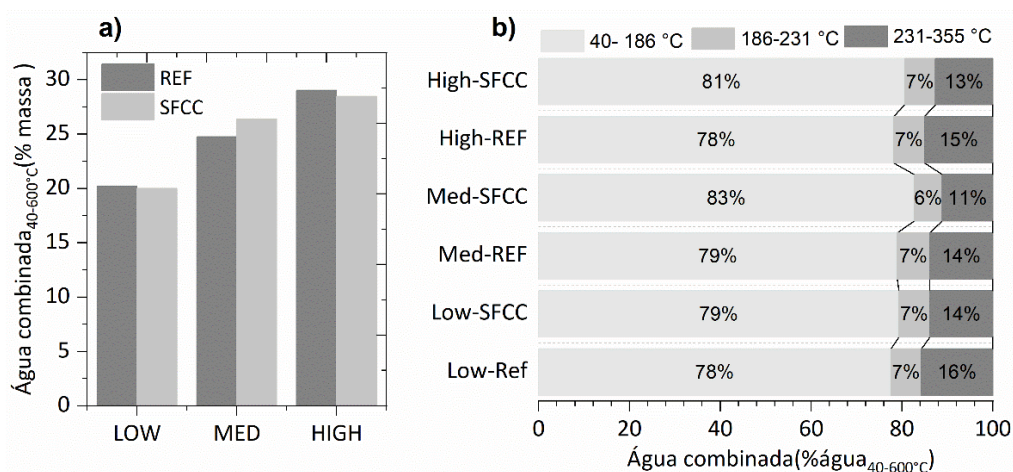 a)
Água combinada40-600°C(% massa)
30
25
20
15
10
5
0
REF
SFCC
LOW MED HIGH
b)
40- 186 °C 186-231 °C 231-355 °C
High-SFCC 81% 7% 13%
High-REF 78% 7% 15%
Med-SFCC 83% 6% 11%
Med-REF 79% 7% 14%
Low-SFCC 79% 7% 14%
Low-Ref 78% 7% 16%
0 20 40 60 80 100
Água combinada(%água40-600°C)